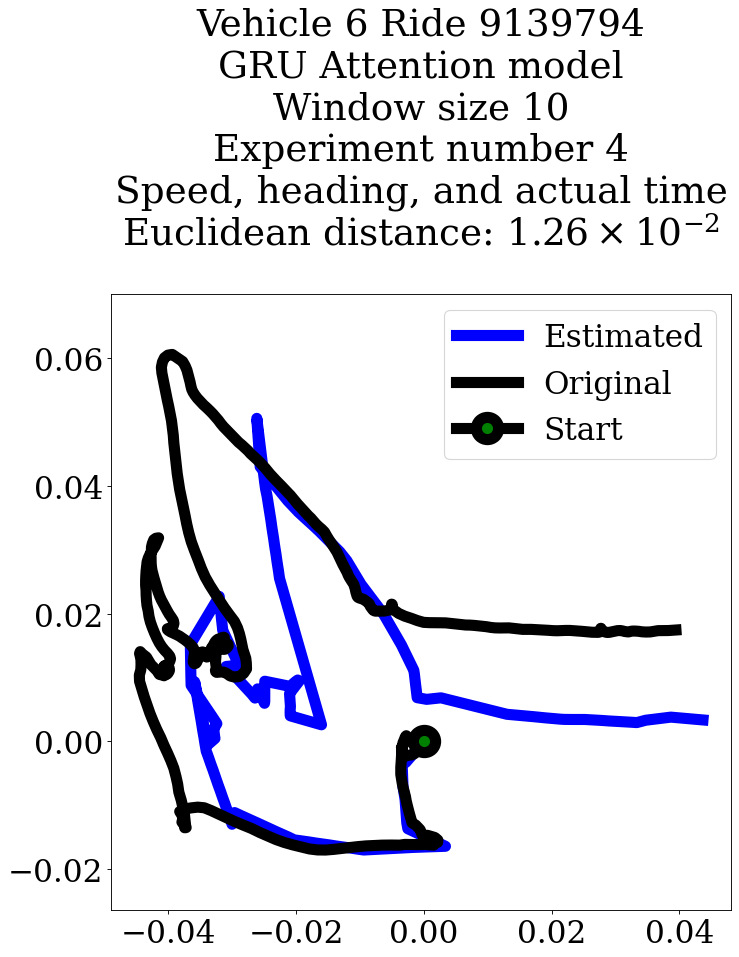 Vehicle 6 Ride 9139794
GRU Attention model
Window size 10
Experiment number 4
Speed, heading, and actual time
Euclidean distance: 1.26 × 10⁻²
Estimated
Original
Start
0.06
0.04
0.02
0.00
−0.02
−0.04 −0.02 0.00 0.02 0.04